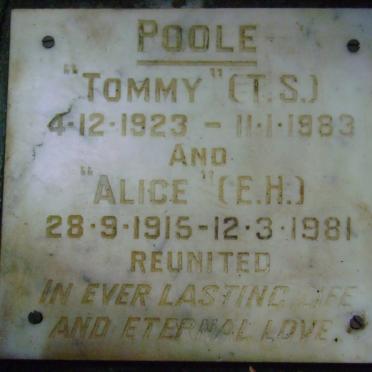 POOLE
"TOMMY" (T.S.)
4·12·1923 - 11·1·1983
AND
"ALICE" (E.H.)
28·9·1915-12·3·1981
REUNITED
IN EVER LASTING LIFE
AND ETERNAL LOVE